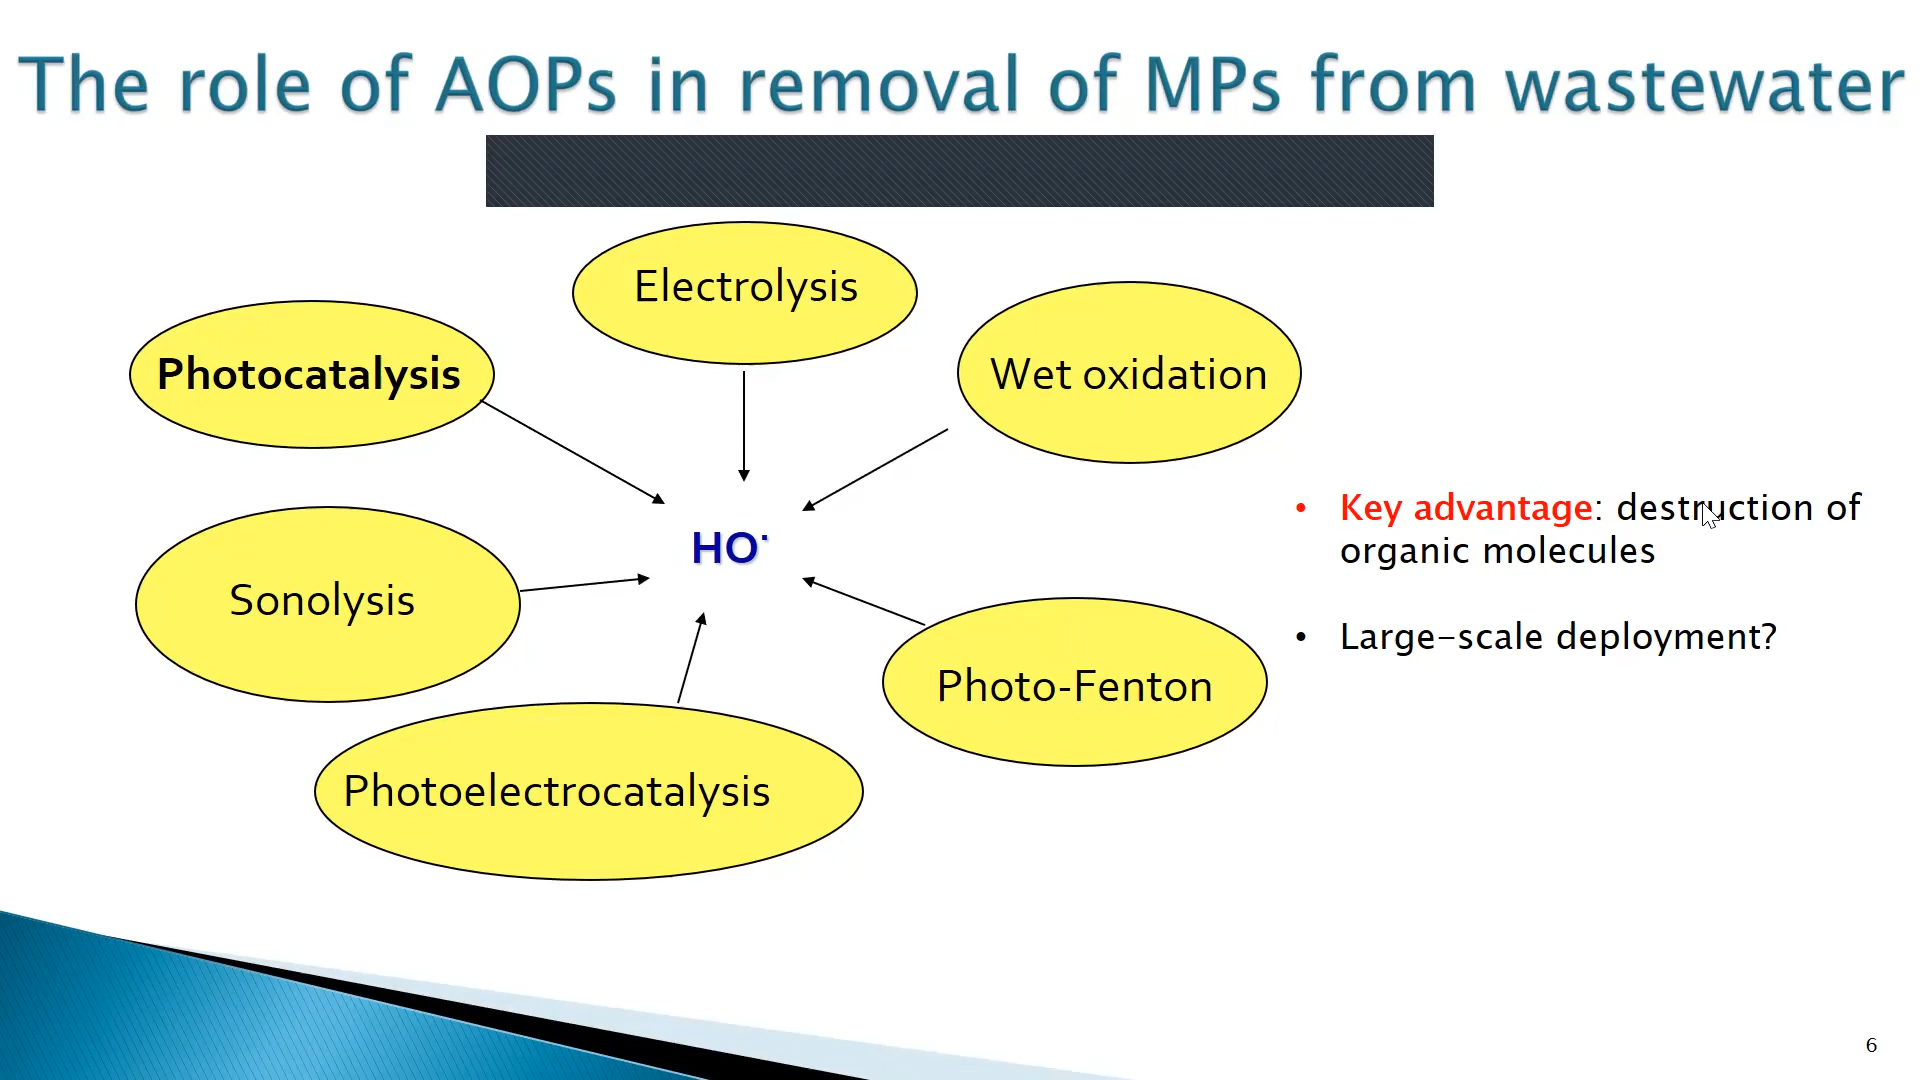 The role of AOPs in removal of MPs from wastewater
Electrolysis
Photocatalysis
Wet oxidation
HO·
Sonolysis
Photo-Fenton
Photoelectrocatalysis
• Key advantage: destruction of
organic molecules
• Large-scale deployment?
6